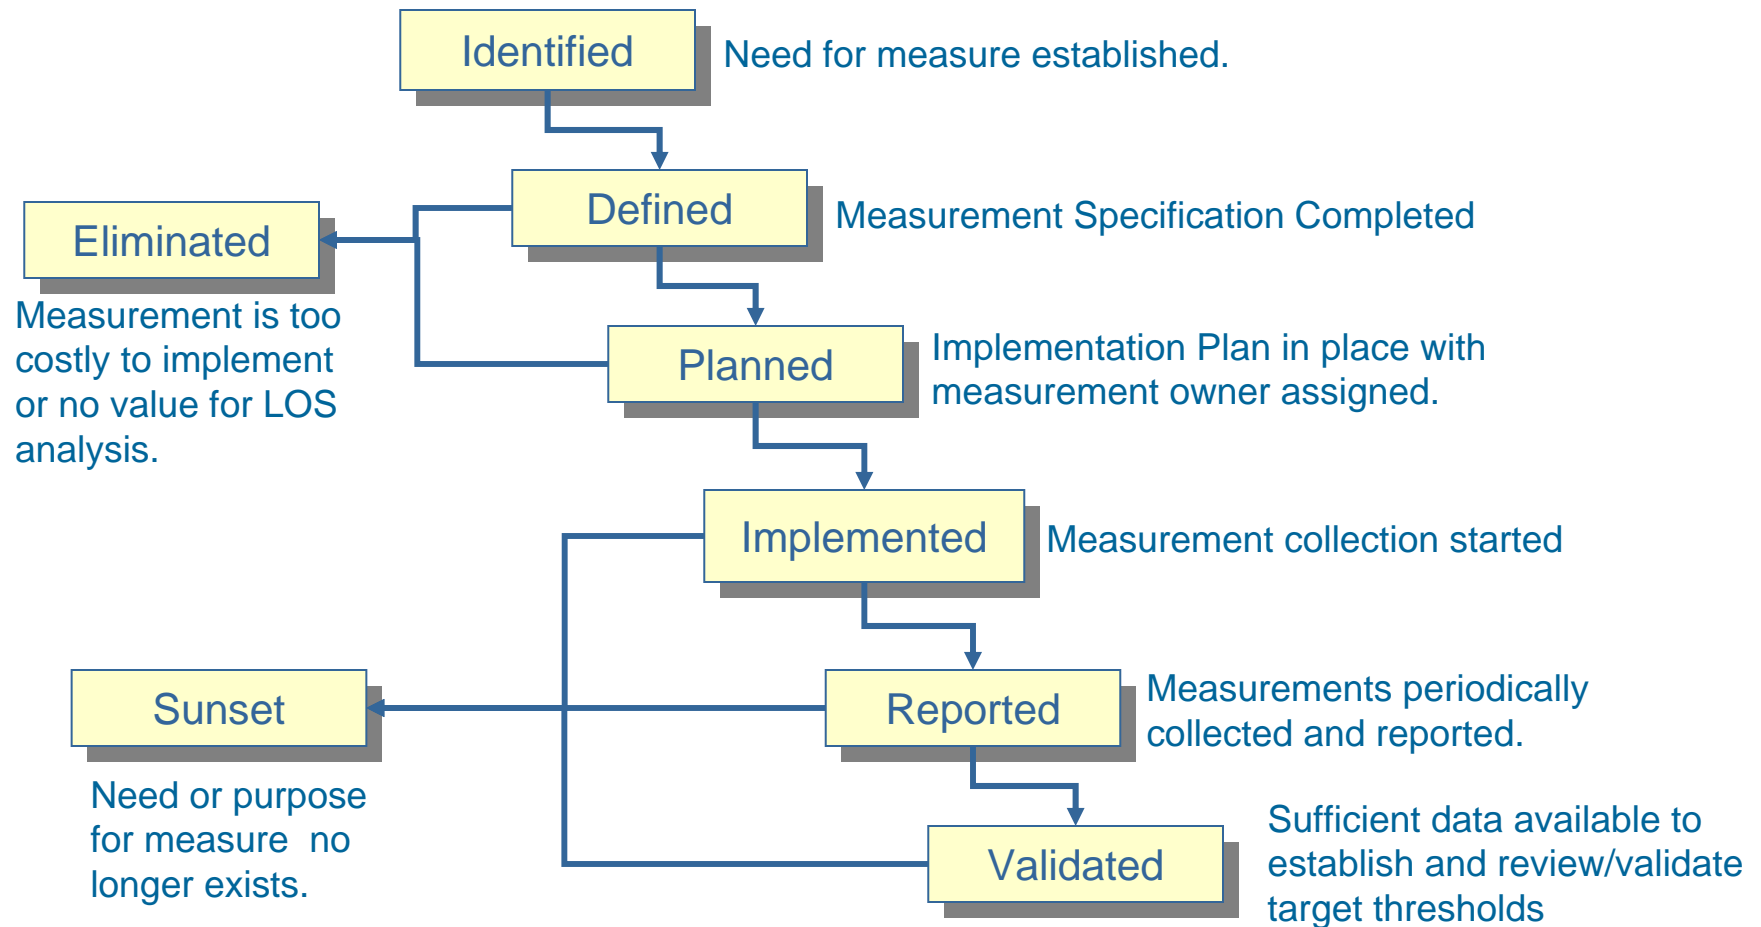 Identified
Need for measure established.
Defined
Measurement Specification Completed
Eliminated
Measurement is too
costly to implement
or no value for LOS
analysis.
Planned
Implementation Plan in place with
measurement owner assigned.
Implemented
Measurement collection started
Reported
Measurements periodically
collected and reported.
Sunset
Need or purpose
for measure  no
longer exists.
Validated
Sufficient data available to
establish and review/validate
target thresholds